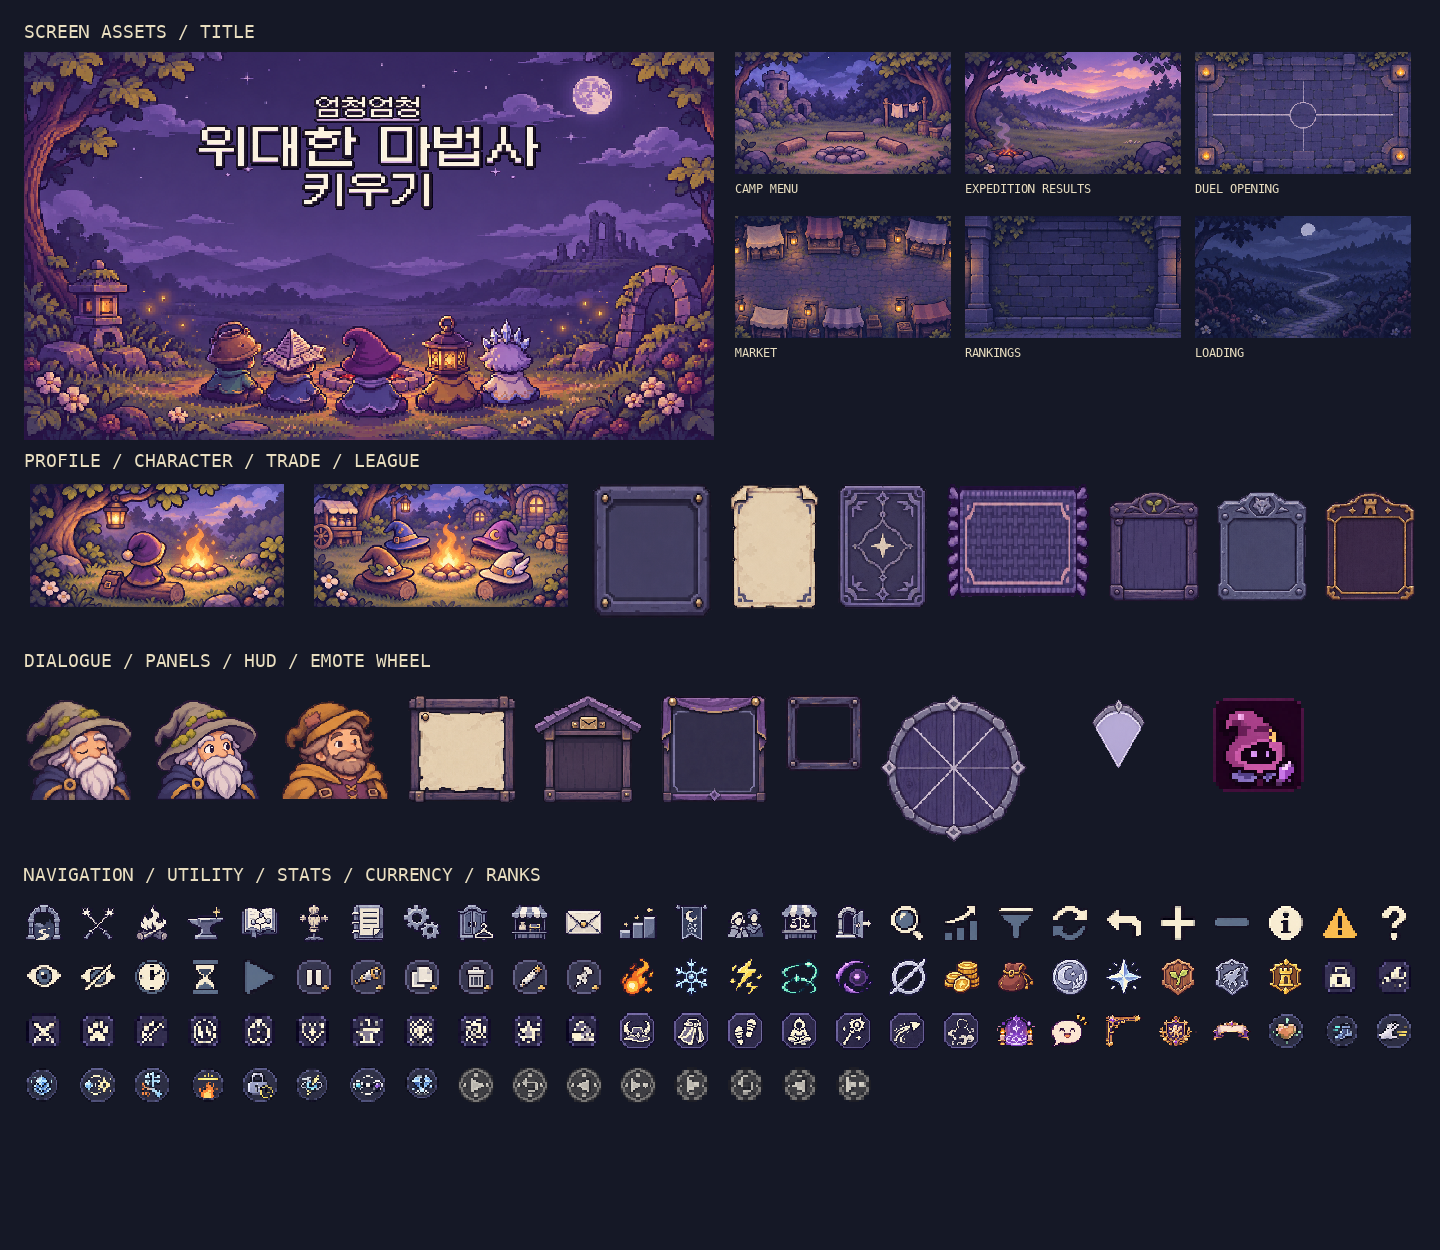 SCREEN ASSETS / TITLE
엄청엄청
위대한 마법사
키우기
CAMP MENU
EXPEDITION RESULTS
DUEL OPENING
MARKET
RANKINGS
LOADING
PROFILE / CHARACTER / TRADE / LEAGUE
DIALOGUE / PANELS / HUD / EMOTE WHEEL
NAVIGATION / UTILITY / STATS / CURRENCY / RANKS